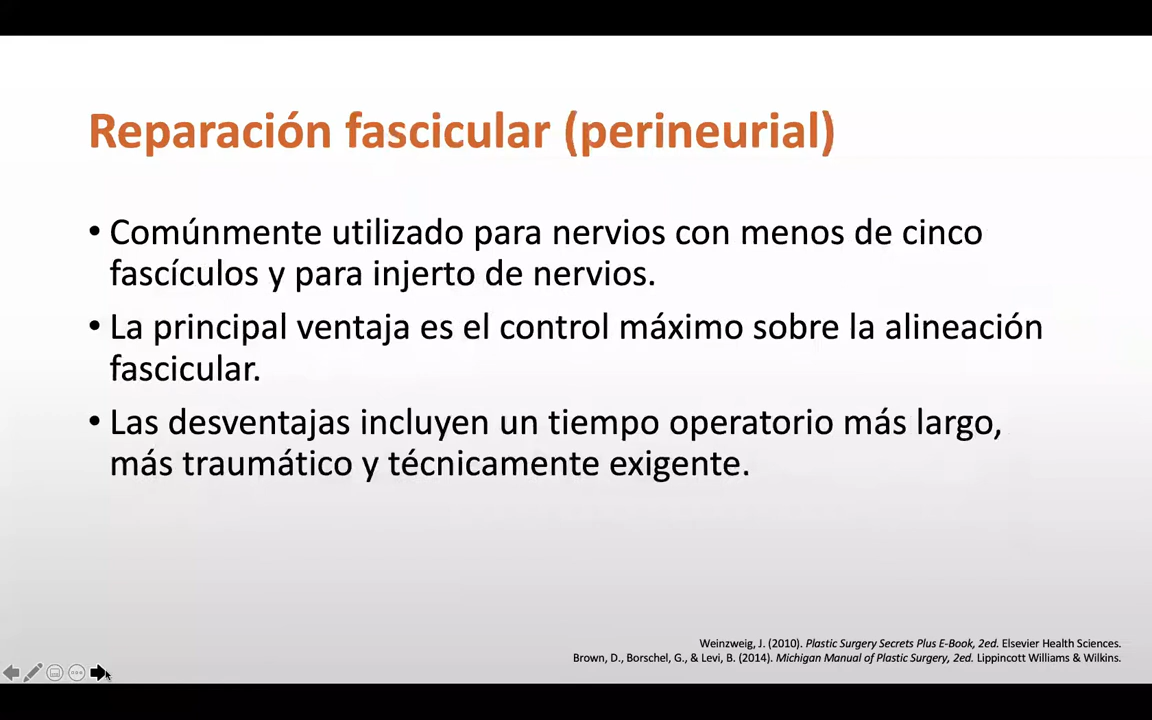 Reparación fascicular (perineurial)
• Comúnmente utilizado para nervios con menos de cinco
fascículos y para injerto de nervios.
• La principal ventaja es el control máximo sobre la alineación
fascicular.
• Las desventajas incluyen un tiempo operatorio más largo,
más traumático y técnicamente exigente.
Weinzweig, J. (2010). Plastic Surgery Secrets Plus E-Book, 2ed. Elsevier Health Sciences.
Brown, D., Borschel, G., & Levi, B. (2014). Michigan Manual of Plastic Surgery, 2ed. Lippincott Williams & Wilkins.